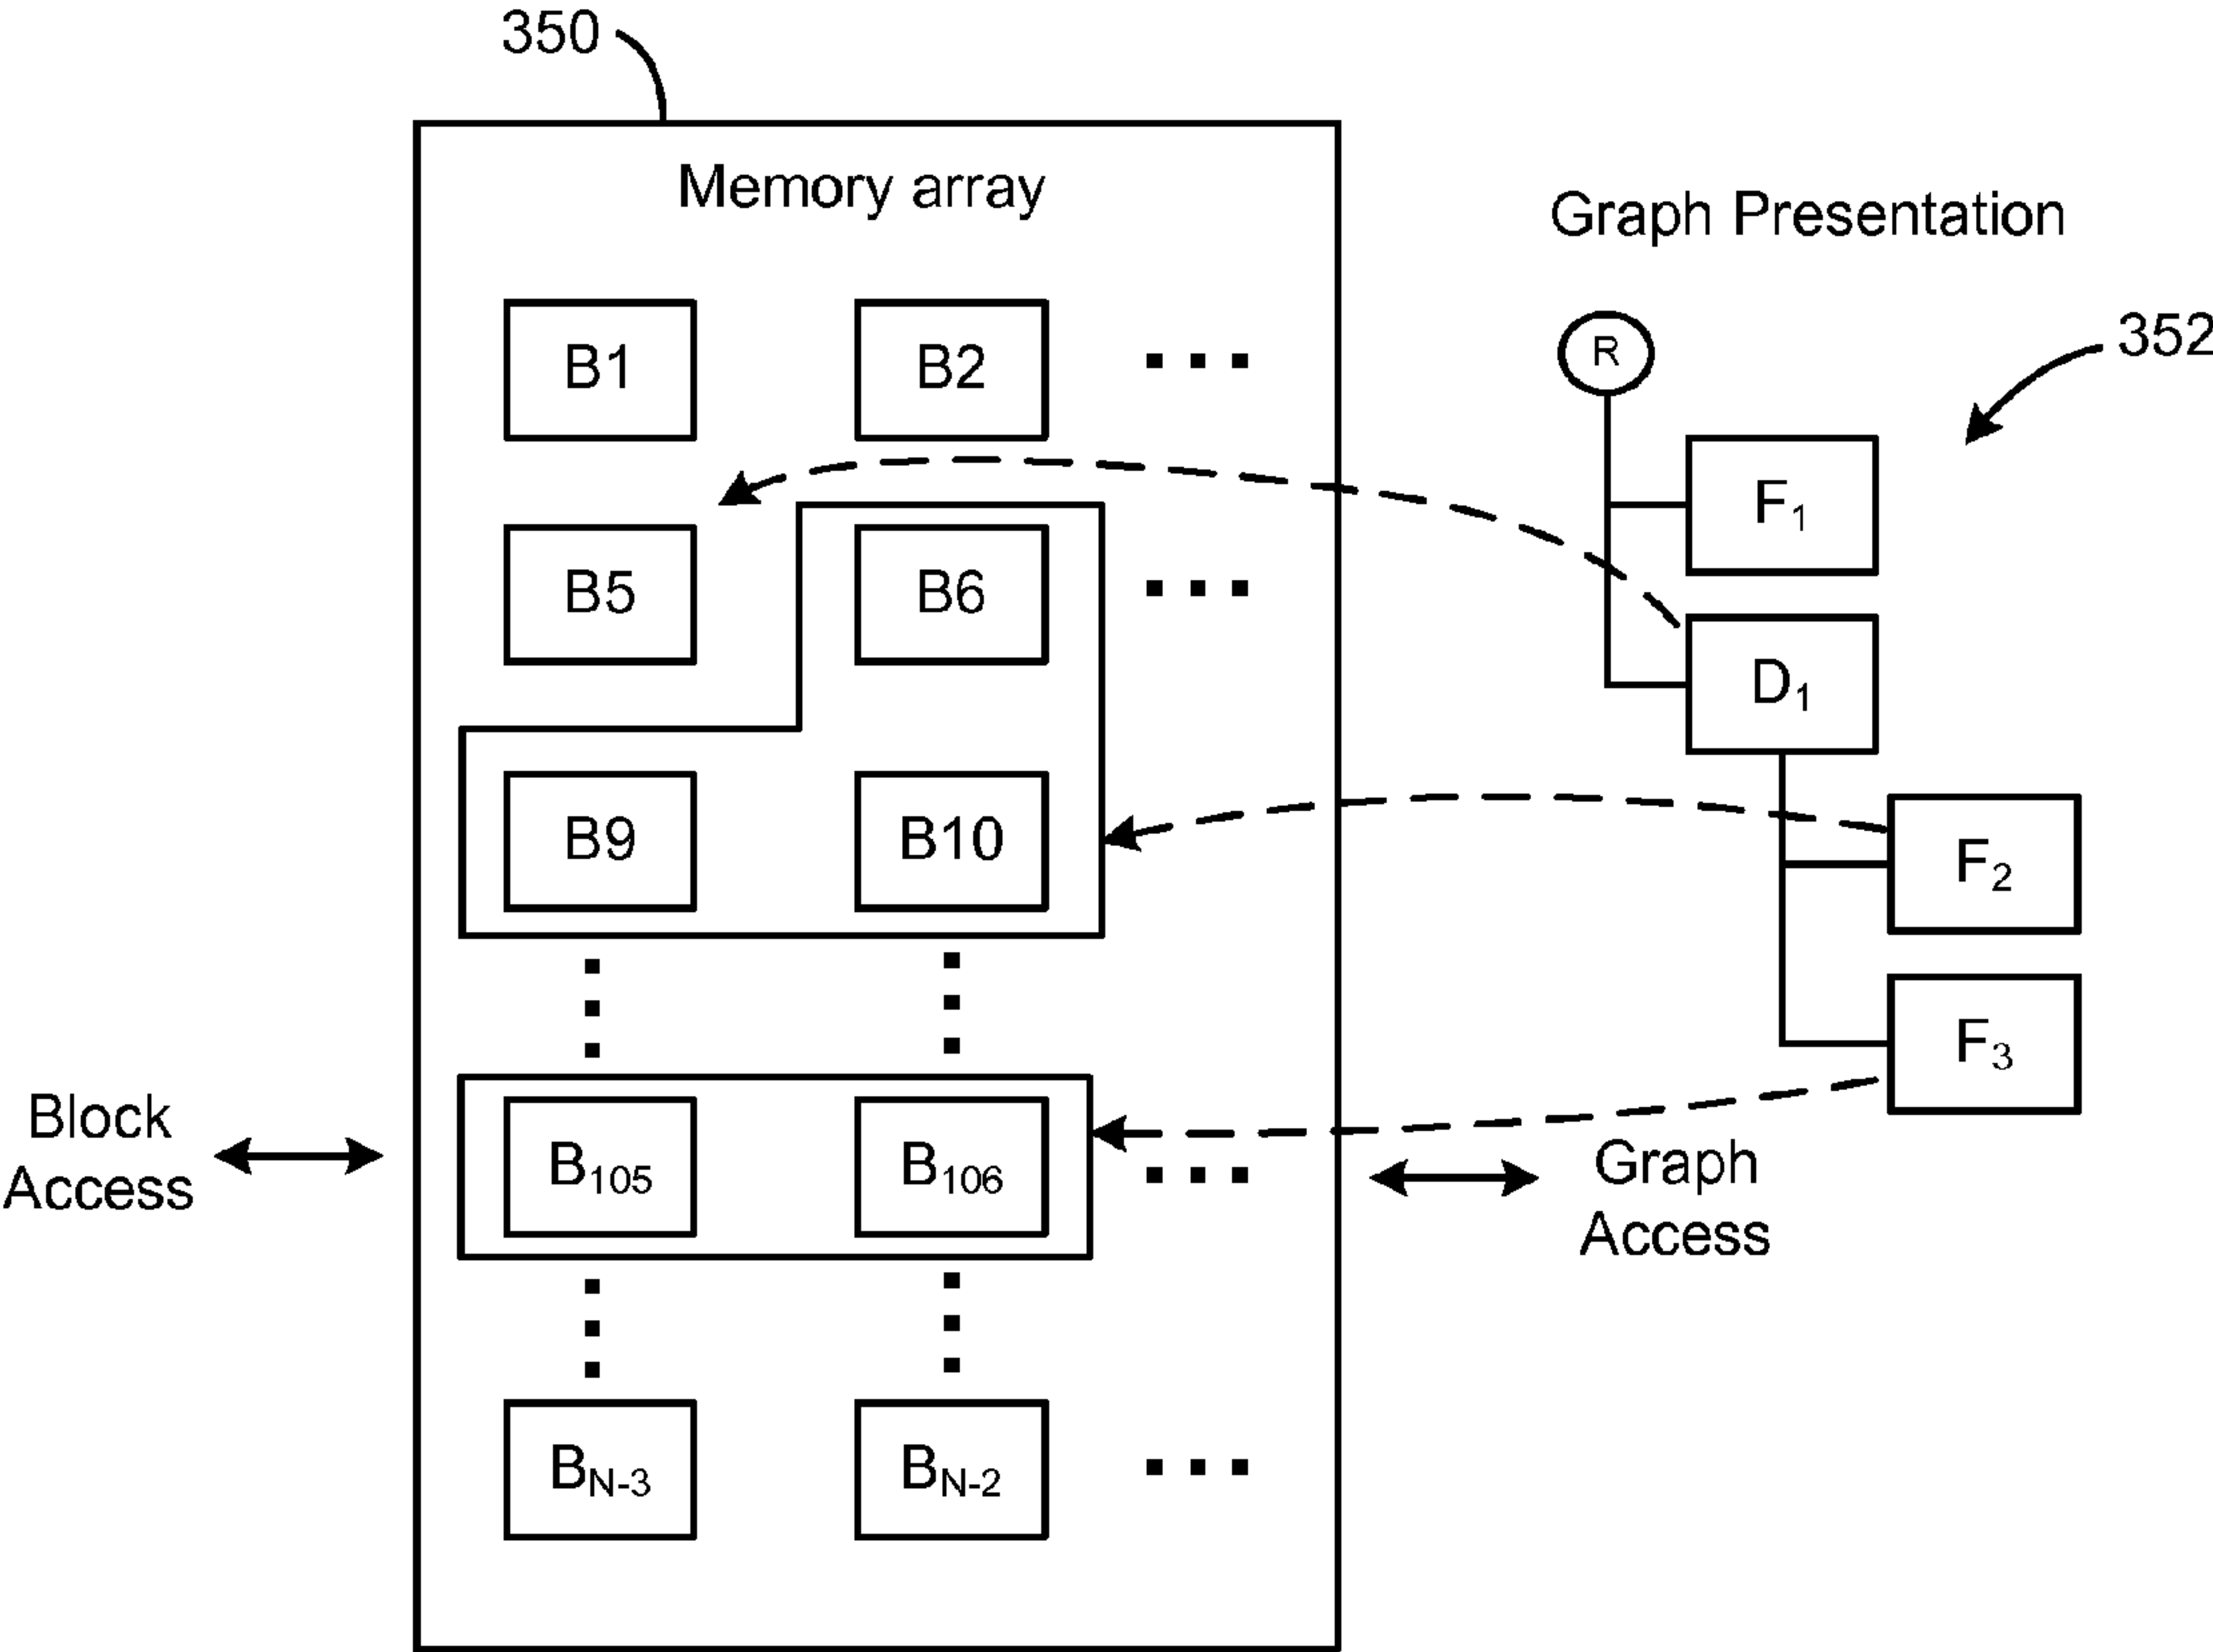 350
Memory array
Graph Presentation
B1
B2
R
352
F1
B5
B6
D1
B9
B10
F2
F3
Block
Access
B105
B106
Graph
Access
BN-3
BN-2